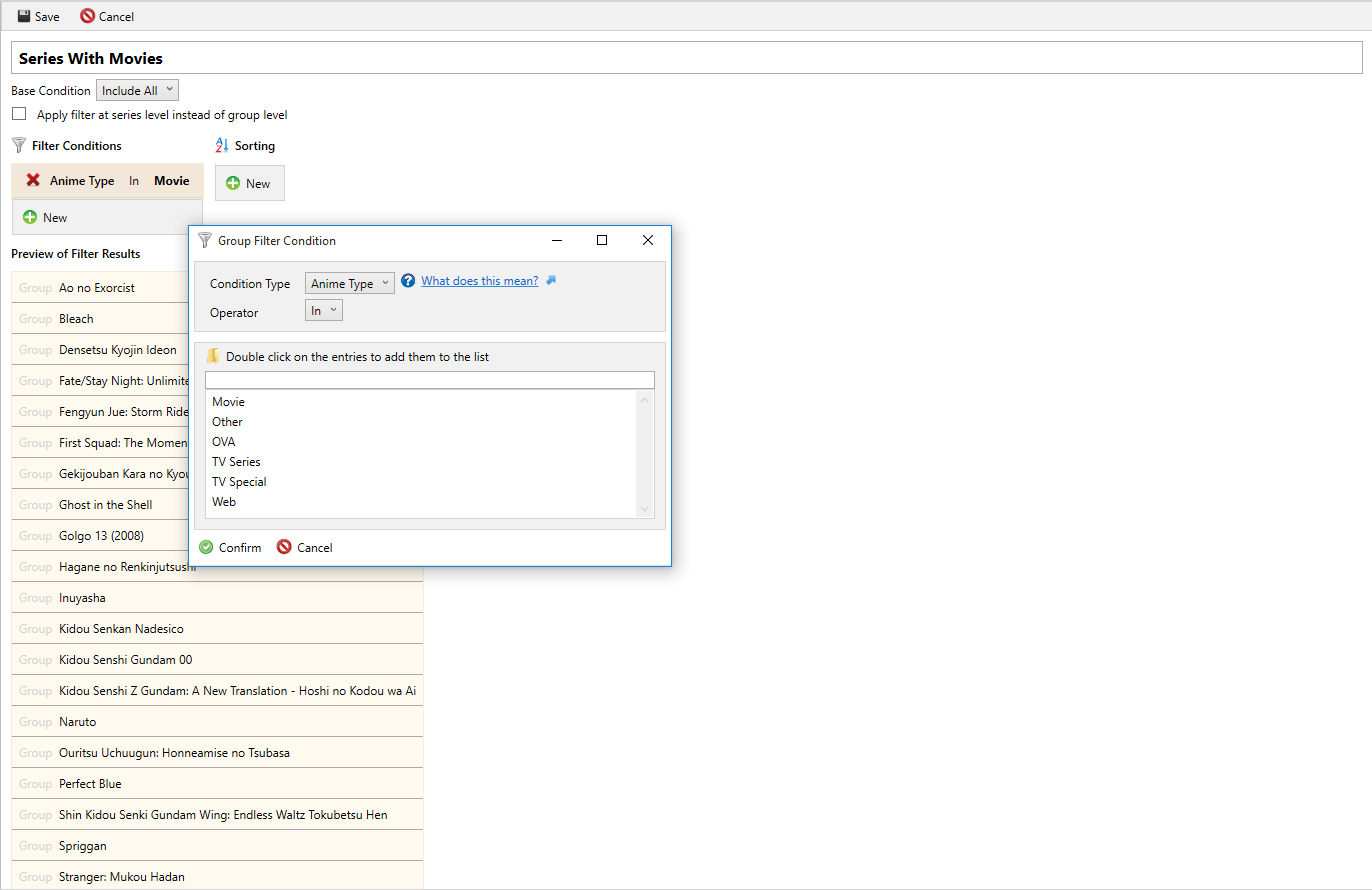 Save Cancel
Series With Movies
Base Condition Include All
Apply filter at series level instead of group level
Filter Conditions
Anime Type In Movie
New
Sorting
New
Preview of Filter Results
Group Ao no Exorcist
Group Bleach
Group Densetsu Kyojin Ideon
Group Fate/Stay Night: Unlimite
Group Fengyun Jue: Storm Ride
Group First Squad: The Momen
Group Gekijouban Kara no Kyou
Group Ghost in the Shell
Group Golgo 13 (2008)
Group Hagane no Renkinjutsushi
Group Inuyasha
Group Kidou Senkan Nadesico
Group Kidou Senshi Gundam 00
Group Kidou Senshi Z Gundam: A New Translation - Hoshi no Kodou wa Ai
Group Naruto
Group Ouritsu Uchuugun: Honneamise no Tsubasa
Group Perfect Blue
Group Shin Kidou Senki Gundam Wing: Endless Waltz Tokubetsu Hen
Group Spriggan
Group Stranger: Mukou Hadan
Group Filter Condition
Condition Type Anime Type What does this mean?
Operator In
Double click on the entries to add them to the list
Movie
Other
OVA
TV Series
TV Special
Web
Confirm Cancel